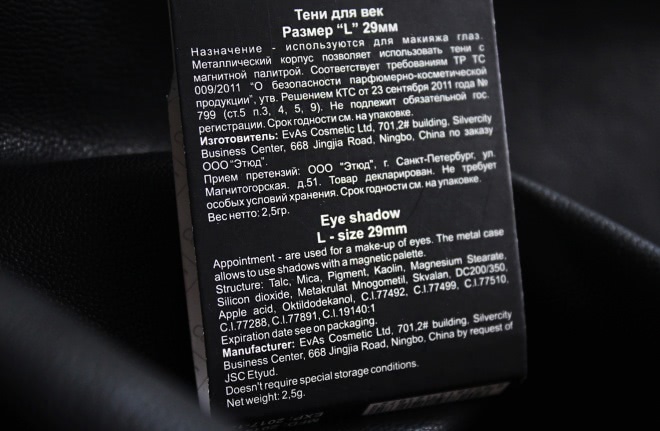 Тени для век
Размер "L" 29мм
Назначение - используются для макияжа глаз.
Металлический корпус позволяет использовать тени с
магнитной палитрой. Соответствует требованиям ТР ТС
009/2011 "О безопасности парфюмерно-косметической
продукции", утв. Решением КТС от 23 сентября 2011 года №
799 (ст.5 п.3, 4, 5, 9). Не подлежит обязательной гос.
регистрации. Срок годности см. на упаковке.
Изготовитель: EvAs Cosmetic Ltd, 701,2# building, Silvercity
Business Center, 668 Jingjia Road, Ningbo, China по заказу
ООО "Этюд".
Прием претензий: ООО "Этюд", г. Санкт-Петербург, ул.
Магнитогорская. д.51. Товар декларирован. Не требует
особых условий хранения. Срок годности см. на упаковке.
Вес нетто: 2,5гр.
Eye shadow
L - size 29mm
Appointment - are used for a make-up of eyes. The metal case
allows to use shadows with a magnetic palette.
Structure: Talc, Mica, Pigment, Kaolin, Magnesium Stearate,
Silicon dioxide, Metakrulat Mnogometil, Skvalan, DC200/350,
Apple acid, Oktildodekanol, C.I.77492, C.I.77499, C.I.77510,
C.I.77288, C.I.77891, C.I.19140:1
Expiration date see on packaging.
Manufacturer: EvAs Cosmetic Ltd, 701,2# building, Silvercity
Business Center, 668 Jingjia Road, Ningbo, China by request of
JSC Etyud.
Doesn't require special storage conditions.
Net weight: 2,5g.